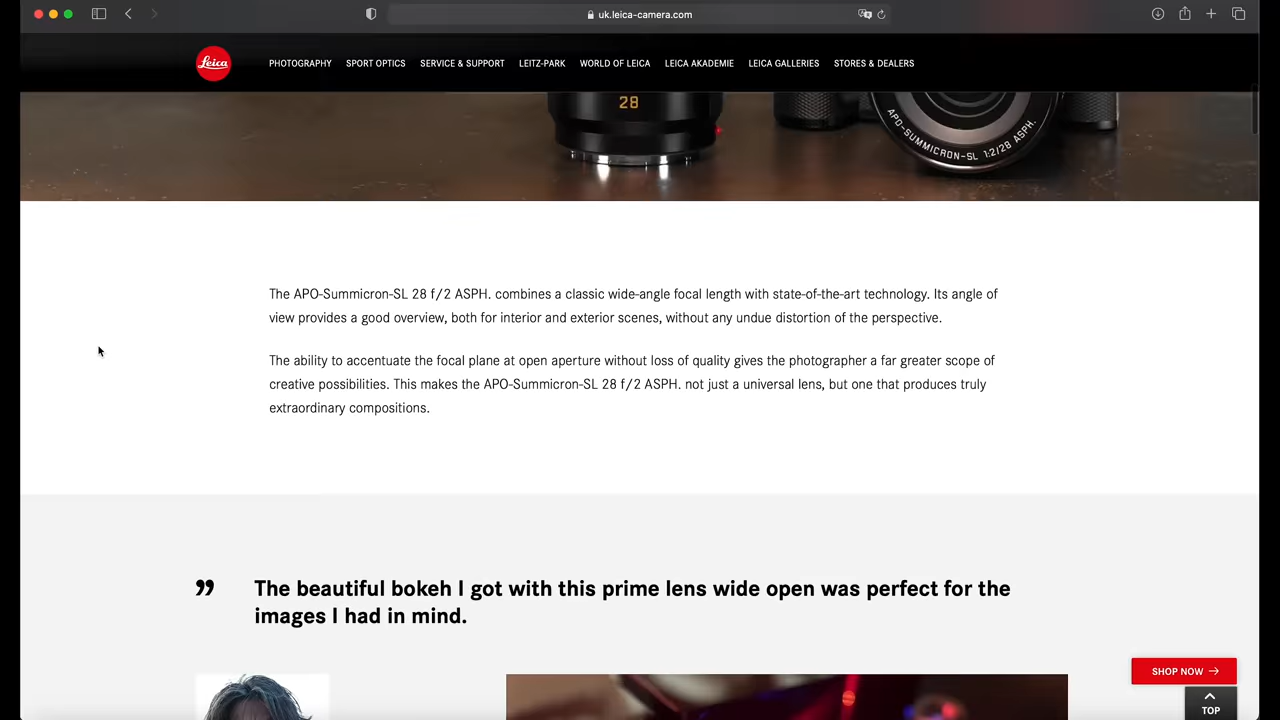 uk.leica-camera.com
Leica
PHOTOGRAPHY SPORT OPTICS SERVICE & SUPPORT LEITZ-PARK WORLD OF LEICA LEICA AKADEMIE LEICA GALLERIES STORES & DEALERS
28
APO-SUMMICRON-SL 1:2/28 ASPH.
The APO-Summicron-SL 28 f/2 ASPH. combines a classic wide-angle focal length with state-of-the-art technology. Its angle of
view provides a good overview, both for interior and exterior scenes, without any undue distortion of the perspective.
The ability to accentuate the focal plane at open aperture without loss of quality gives the photographer a far greater scope of
creative possibilities. This makes the APO-Summicron-SL 28 f/2 ASPH. not just a universal lens, but one that produces truly
extraordinary compositions.
” The beautiful bokeh I got with this prime lens wide open was perfect for the
images I had in mind.
SHOP NOW →
TOP